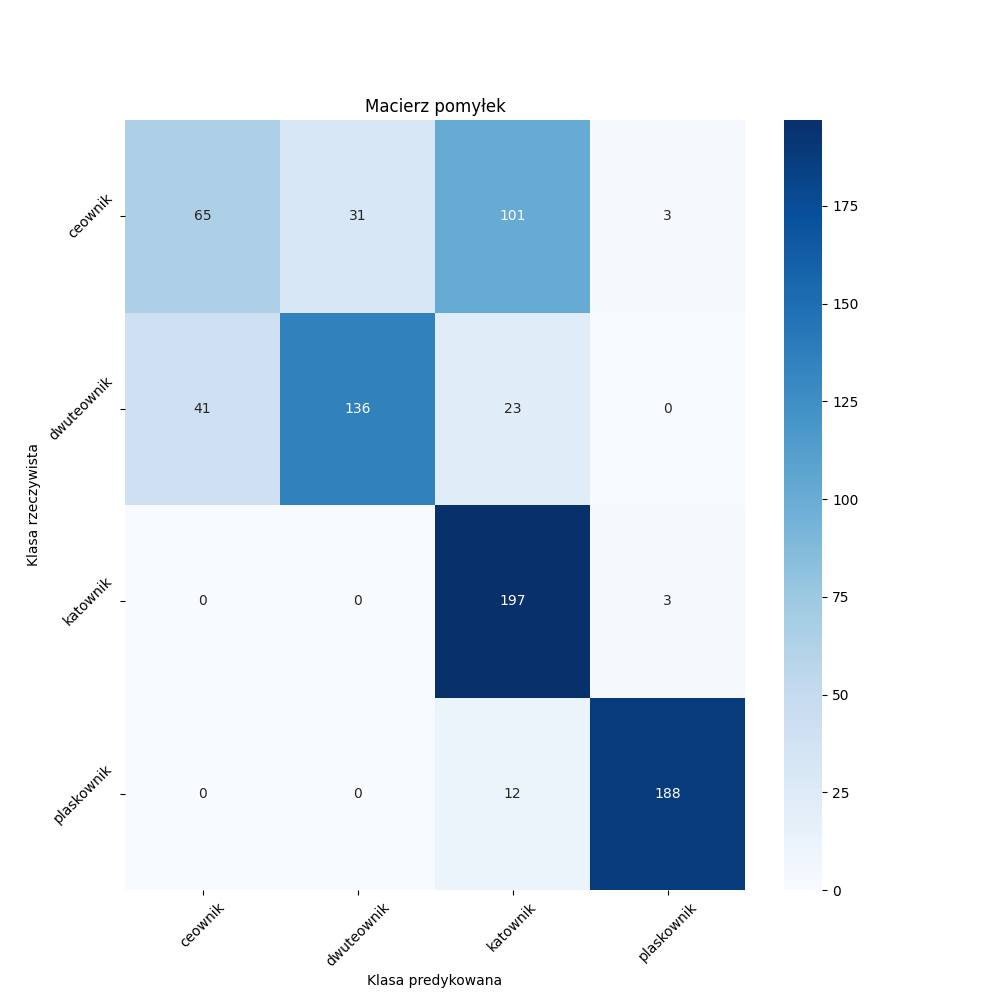 Macierz pomyłek
ceownik 65 31 101 3
dwuteownik 41 136 23 0
katownik 0 0 197 3
plaskownik 0 0 12 188
Klasa rzeczywista
ceownik dwuteownik katownik plaskownik
Klasa predykowana
175
150
125
100
75
50
25
0